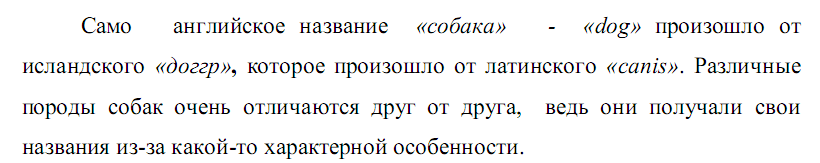 Само английское название «собака» - «dog» произошло от
исландского «доггр», которое произошло от латинского «canis». Различные
породы собак очень отличаются друг от друга, ведь они получали свои
названия из-за какой-то характерной особенности.